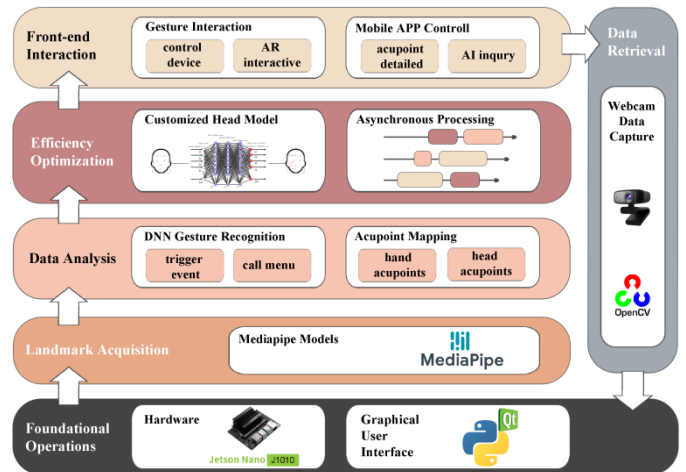 Front-end
Interaction
Gesture Interaction
control
device
AR
interactive
Mobile APP Controll
acupoint
detailed
AI inqury
Data
Retrieval
Webcam
Data
Capture
OpenCV
Efficiency
Optimization
Customized Head Model
Asynchronous Processing
Data Analysis
DNN Gesture Recognition
trigger
event
call menu
Acupoint Mapping
hand
acupoints
head
acupoints
Landmark Acquisition
Mediapipe Models
MediaPipe
Foundational
Operations
Hardware
Jetson Nano J1010
Graphical
User
Interface
Qt